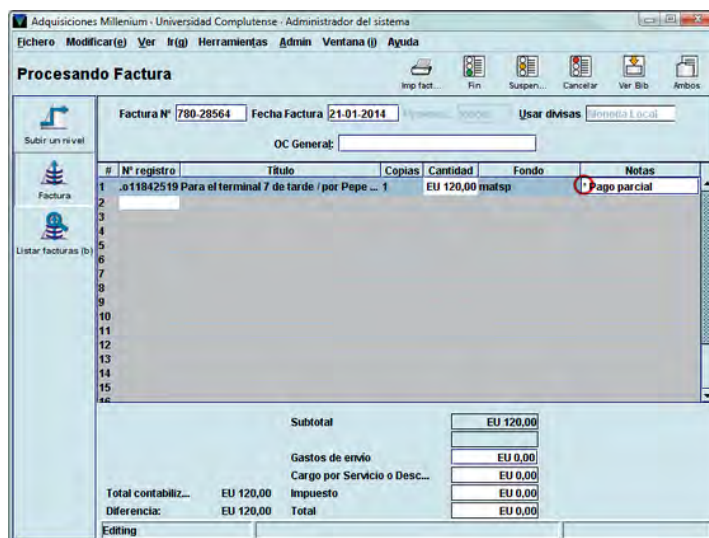 Adquisiciones Millenium - Universidad Complutense - Administrador del sistema
Fichero Modificar(e) Ver Ir(g) Herramientas Admin Ventana (i) Ayuda
Procesando Factura
Imp fact... Fin Suspen... Cancelar Ver Bib Ambos
Subir un nivel
Factura
Listar facturas (b)
Factura Nº 780-28564 Fecha Factura 21-01-2014 Usar divisas Moneda Local
OC General:
# Nº registro Título Copias Cantidad Fondo Notas
1 .o11842519 Para el terminal 7 de tarde / por Pepe ... 1 EU 120,00 matsp * Pago parcial
2
3
4
5
6
7
8
9
10
11
12
13
14
15
16
Subtotal EU 120,00
Gastos de envio EU 0,00
Cargo por Servicio o Desc... EU 0,00
Total contabiliz... EU 120,00 Impuesto EU 0,00
Diferencia: EU 120,00 Total EU 0,00
Editing